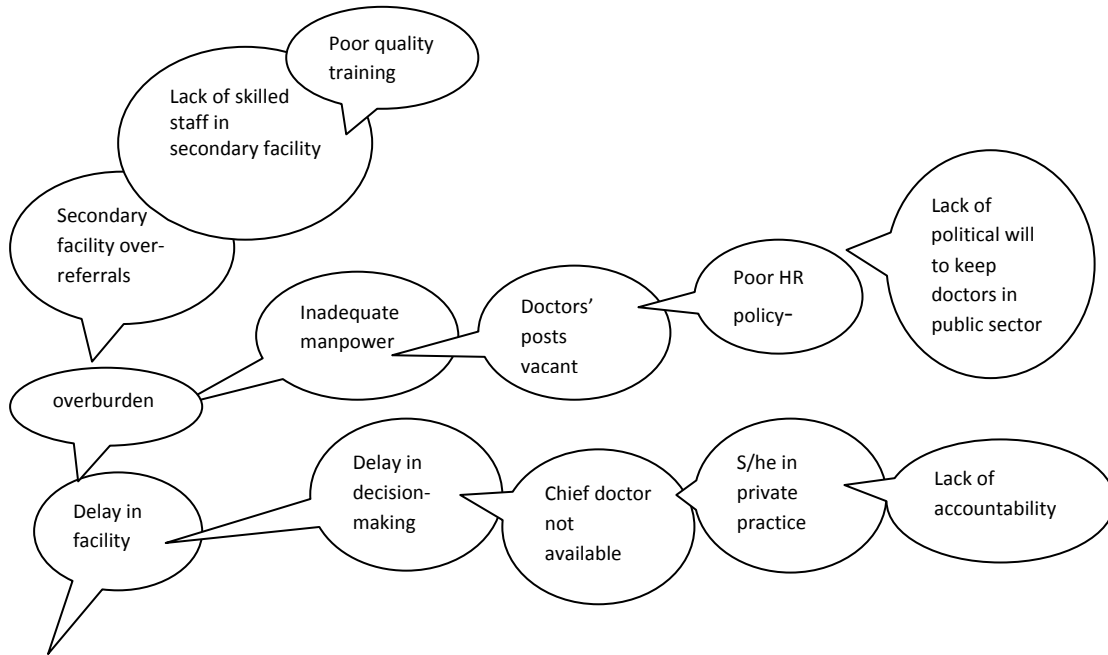 Poor quality
training
Lack of skilled
staff in
secondary facility
Secondary
facility over-
referrals
Lack of
political will
to keep
doctors in
public sector
Poor HR
policy-
Doctors’
posts
vacant
Inadequate
manpower
overburden
Delay in
facility
Delay in
decision-
making
Chief doctor
not
available
S/he in
private
practice
Lack of
accountability